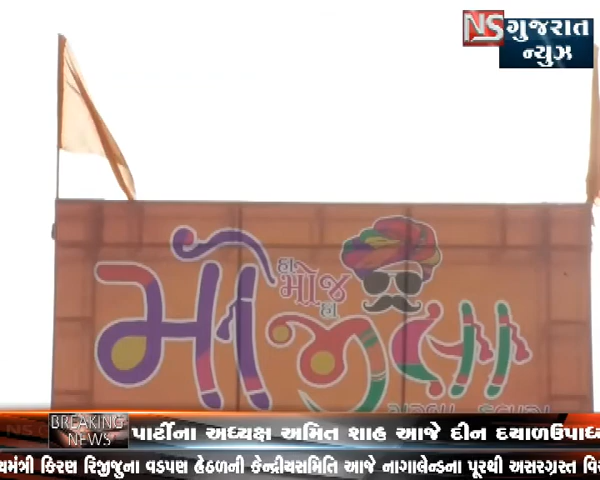 NS ગુજરાત
ન્યુઝ
મોજીલા
હા
મોજ
હા
BREAKING
NEWS
પાર્ટીના અધ્યક્ષ અમિત શાહ આજે દીન દયાળઉપાધ્
યમંત્રી કિરણ રિજીજુના વડપણ હેઠળની કેન્દ્રીયસમિતિ આજે નાગાલેન્ડના પૂરથી અસરગ્રસ્ત વિ